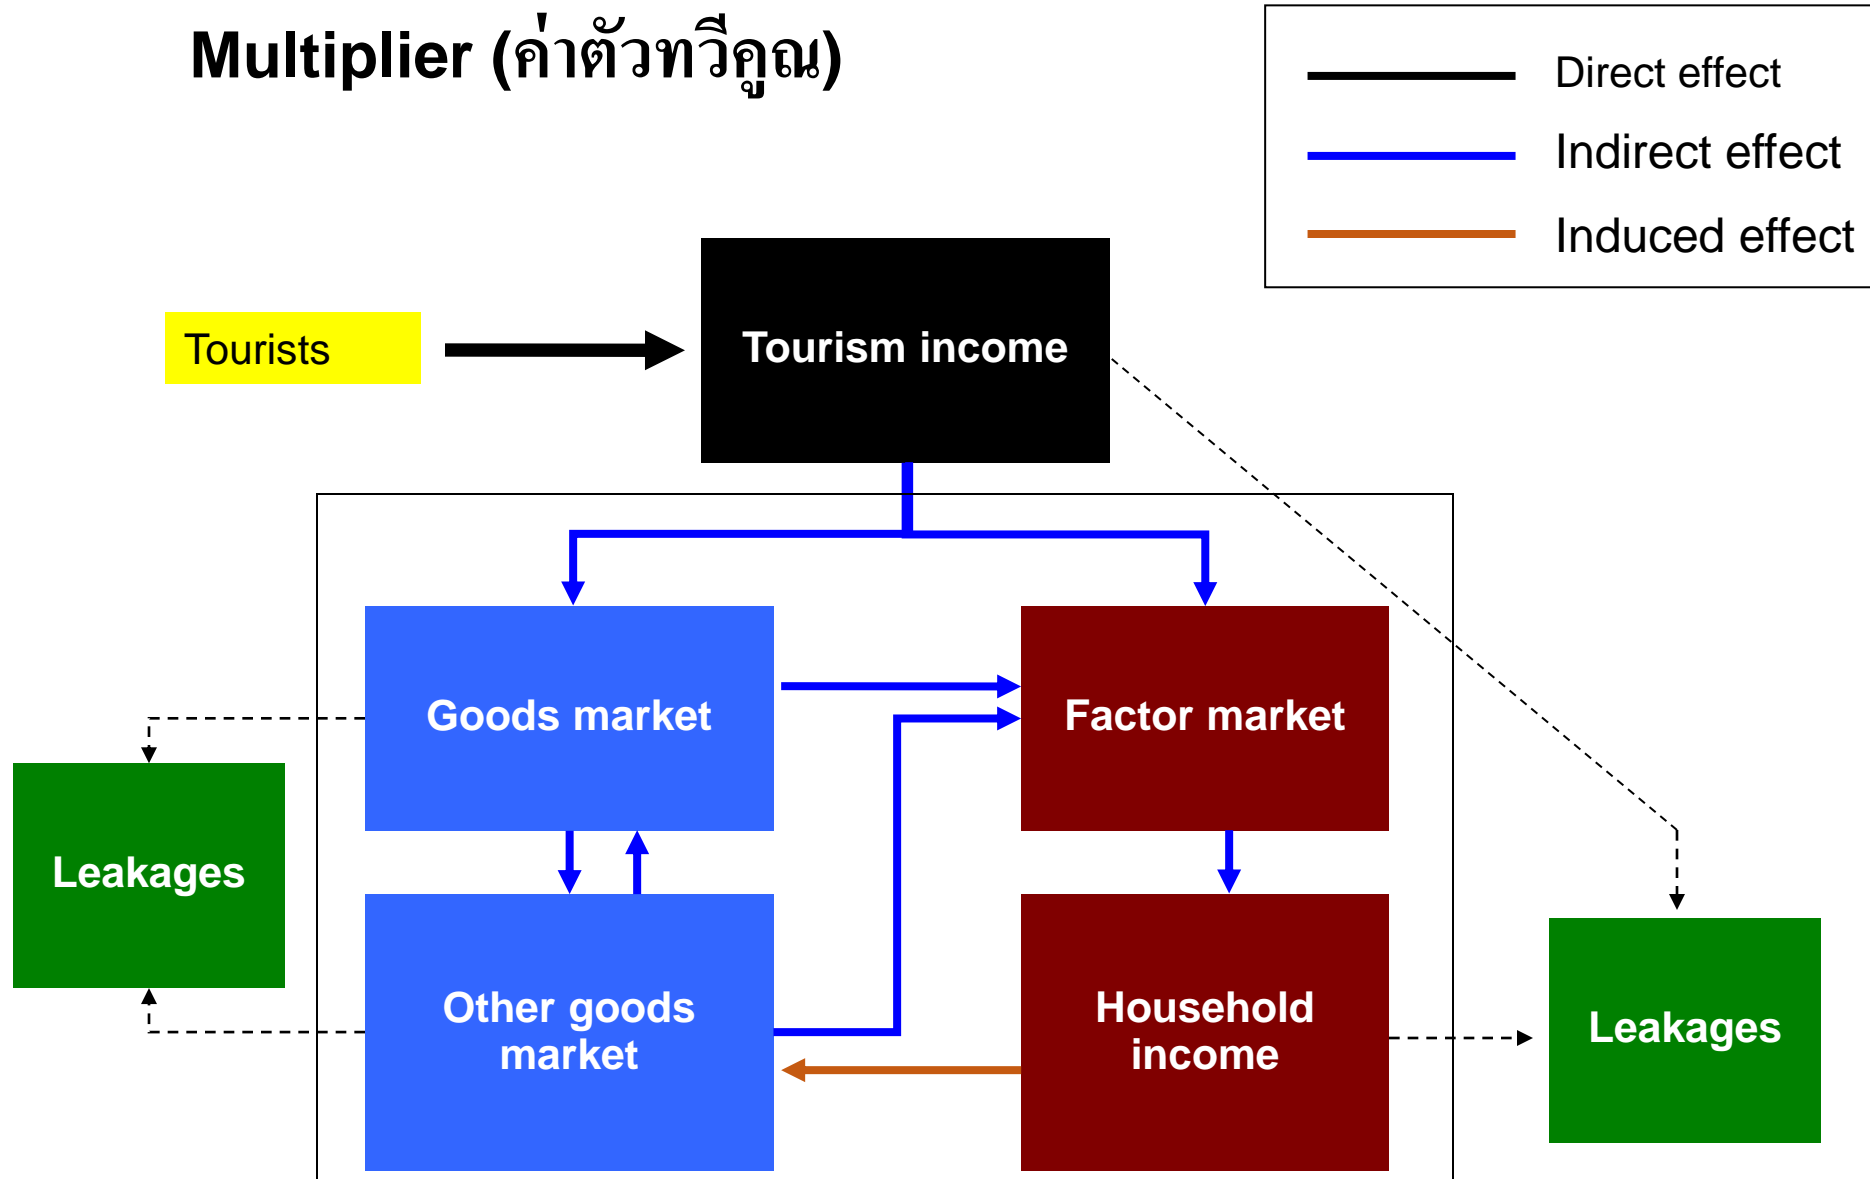 Multiplier (ค่าตัวทวีคูณ)
Direct effect
Indirect effect
Induced effect
Tourists
Tourism income
Goods market
Factor market
Leakages
Other goods
market
Household
income
Leakages